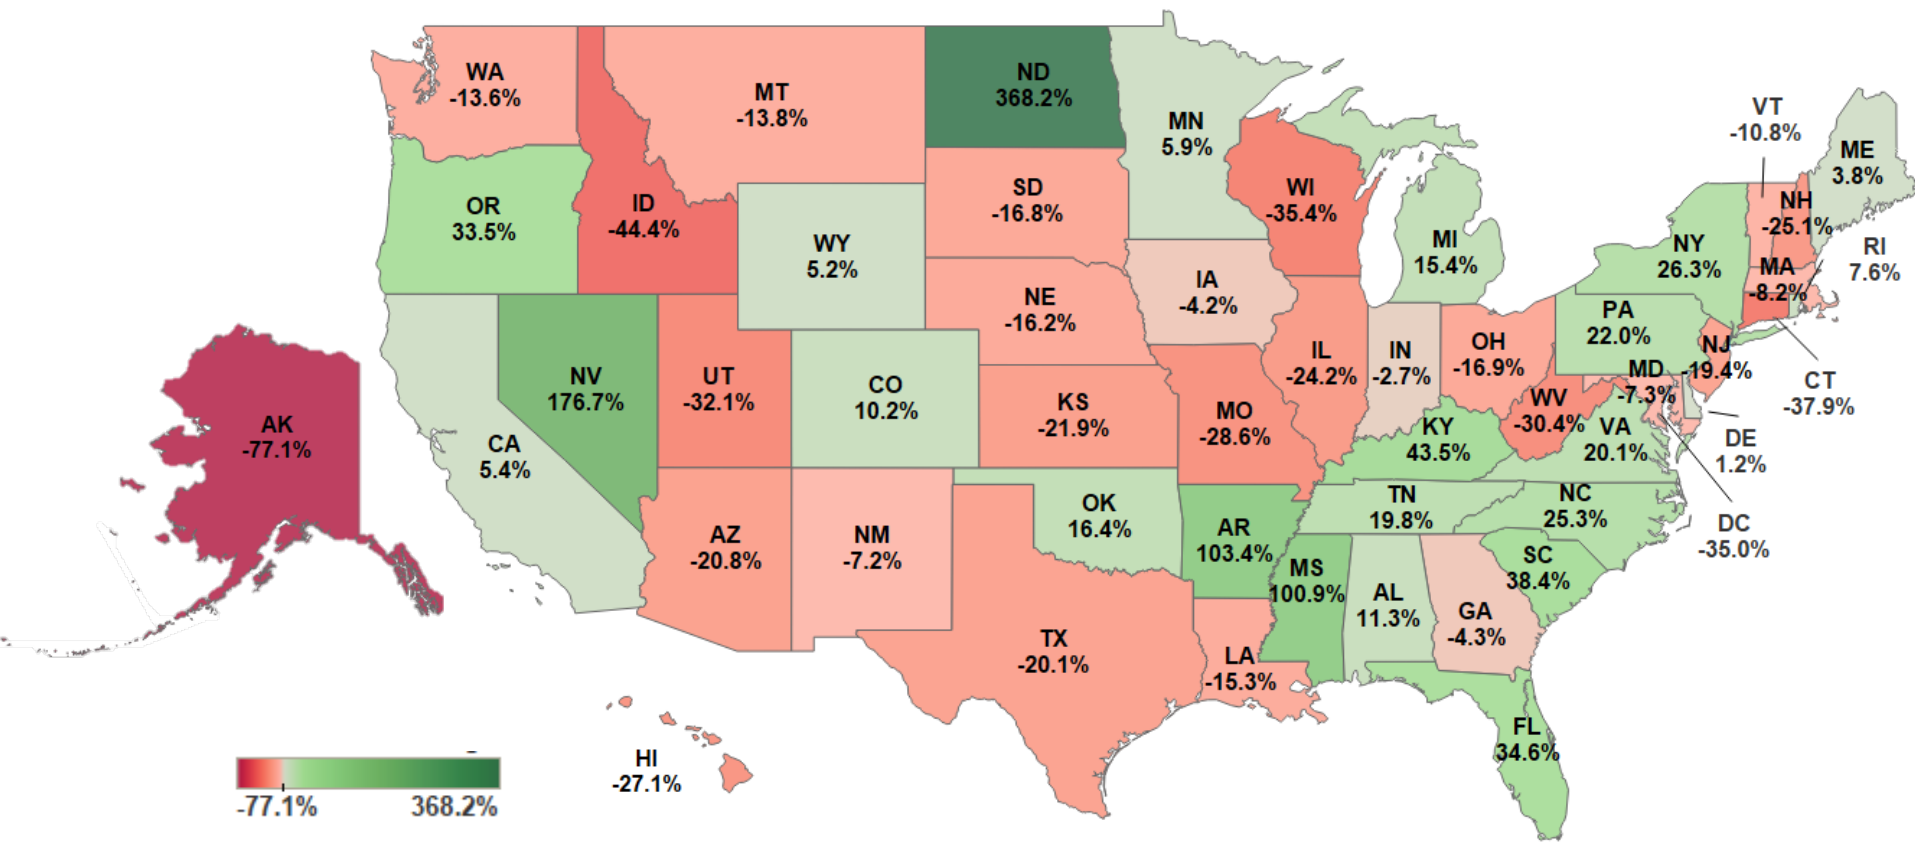 WA
-13.6%
MT
-13.8%
ND
368.2%
MN
5.9%
VT
-10.8%
ME
3.8%
OR
33.5%
ID
-44.4%
WY
5.2%
SD
-16.8%
WI
-35.4%
MI
15.4%
NY
26.3%
NH
-25.1%
RI
7.6%
MA
-8.2%
NE
-16.2%
IA
-4.2%
IL
-24.2%
IN
-2.7%
OH
-16.9%
PA
22.0%
NJ
-19.4%
MD
-7.3%
CT
-37.9%
NV
176.7%
UT
-32.1%
CO
10.2%
KS
-21.9%
MO
-28.6%
KY
43.5%
WV
-30.4%
VA
20.1%
DE
1.2%
AK
-77.1%
CA
5.4%
AZ
-20.8%
NM
-7.2%
OK
16.4%
AR
103.4%
TN
19.8%
NC
25.3%
DC
-35.0%
MS
100.9%
AL
11.3%
GA
-4.3%
SC
38.4%
TX
-20.1%
LA
-15.3%
FL
34.6%
HI
-27.1%
-77.1%
368.2%